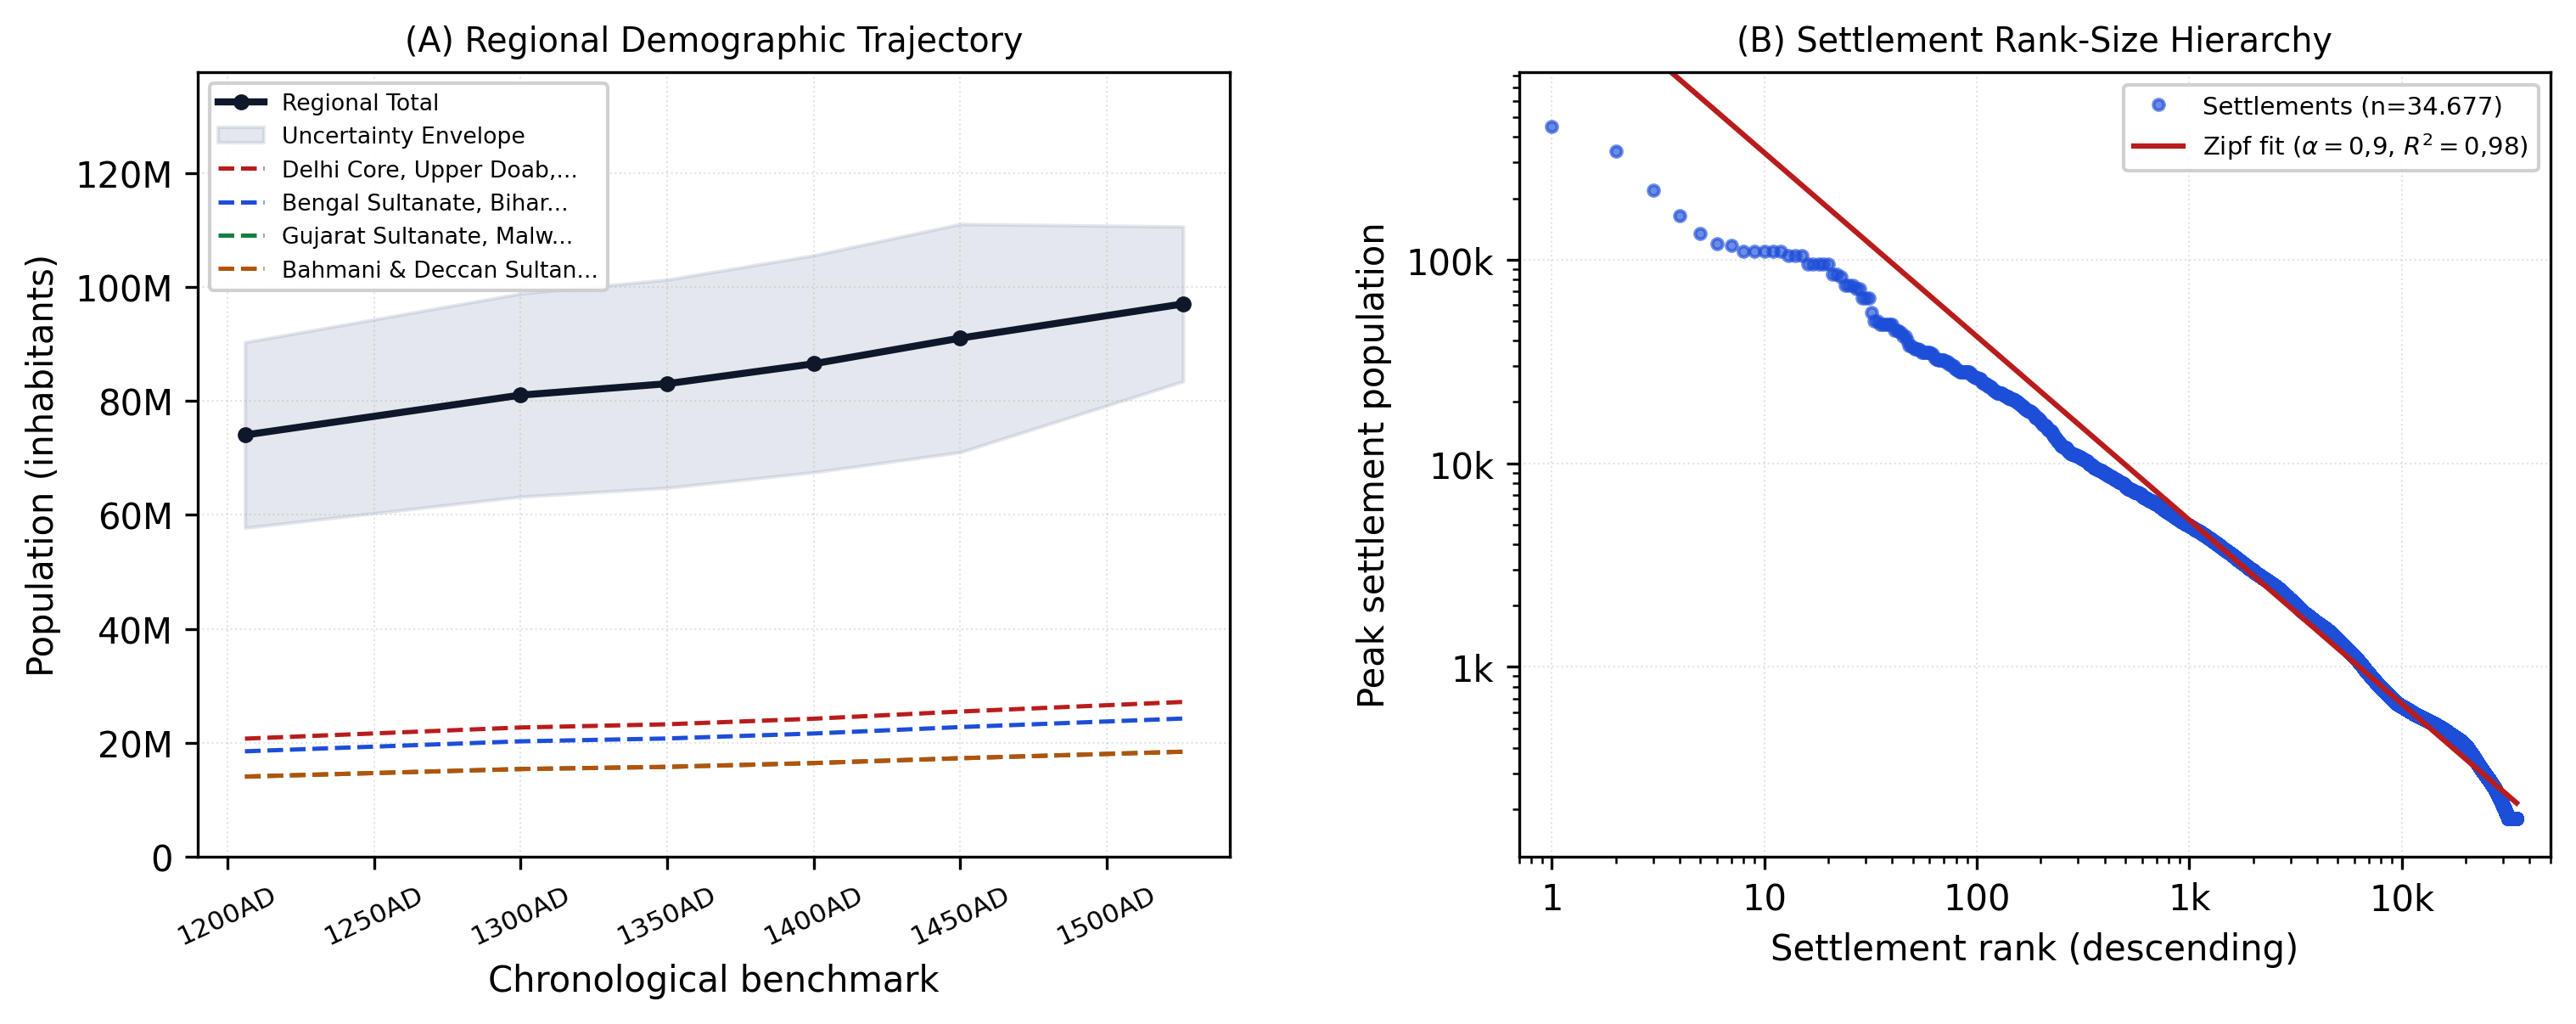 (A) Regional Demographic Trajectory
Regional Total
Uncertainty Envelope
Delhi Core, Upper Doab,...
Bengal Sultanate, Bihar...
Gujarat Sultanate, Malw...
Bahmani & Deccan Sultan...
Population (inhabitants)
120M
100M
80M
60M
40M
20M
0
1200AD
1250AD
1300AD
1350AD
1400AD
1450AD
1500AD
Chronological benchmark
(B) Settlement Rank-Size Hierarchy
Settlements (n=34.677)
Zipf fit (α = 0,9, R² = 0,98)
Peak settlement population
100k
10k
1k
1
10
100
1k
10k
Settlement rank (descending)